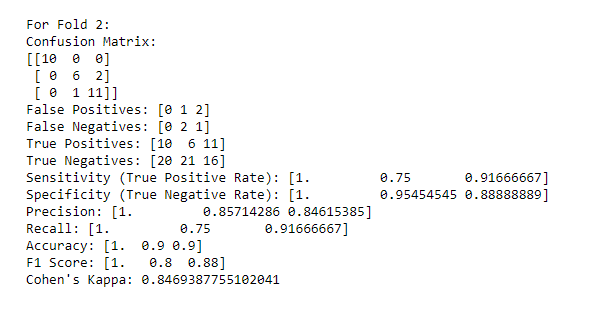 For Fold 2:
Confusion Matrix:
[[10  0  0]
 [ 0  6  2]
 [ 0  1 11]]
False Positives: [0 1 2]
False Negatives: [0 2 1]
True Positives: [10  6 11]
True Negatives: [20 21 16]
Sensitivity (True Positive Rate): [1.         0.75       0.91666667]
Specificity (True Negative Rate): [1.         0.95454545 0.88888889]
Precision: [1.         0.85714286 0.84615385]
Recall: [1.         0.75       0.91666667]
Accuracy: [1.  0.9 0.9]
F1 Score: [1.   0.8  0.88]
Cohen's Kappa: 0.8469387755102041